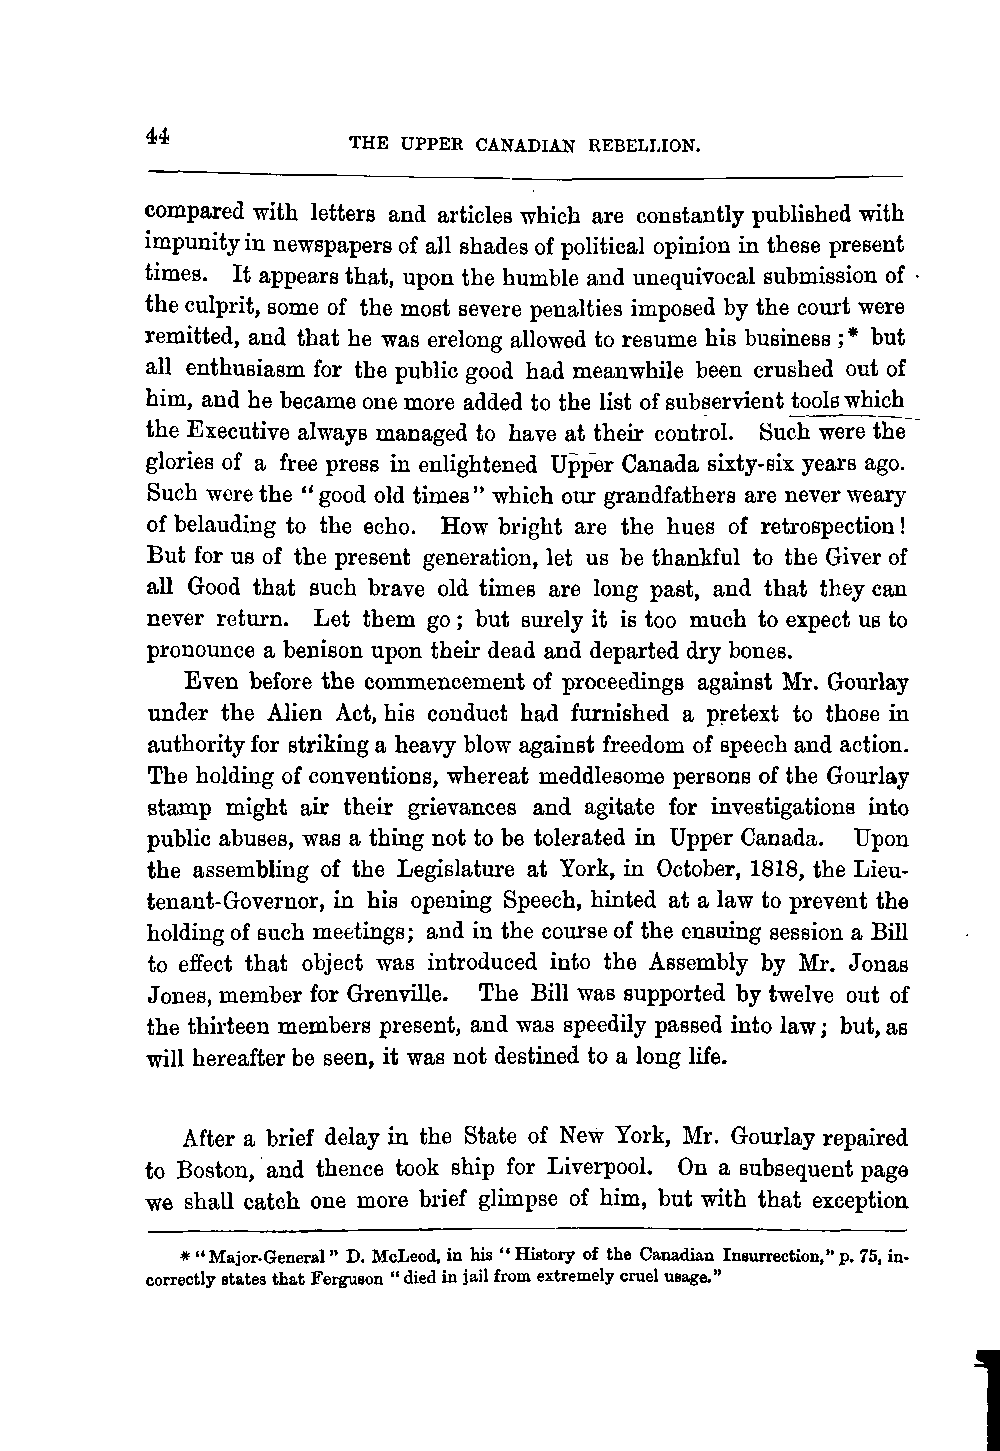 44
THE UPPER CANADIAN REBELLION.
compared with letters and articles which are constantly published with
impunity in newspapers of all shades of political opinion in these present
times. It appears that, upon the humble and unequivocal submission of
the culprit, some of the most severe penalties imposed by the court were
remitted, and that he was erelong allowed to resume his business ;* but
all enthusiasm for the public good had meanwhile been crushed out of
him, and he became one more added to the list of subservient tools which
the Executive always managed to have at their control. Such were the
glories of a free press in enlightened Upper Canada sixty-six years ago.
Such were the "good old times" which our grandfathers are never weary
of belauding to the echo. How bright are the hues of retrospection!
But for us of the present generation, let us be thankful to the Giver of
all Good that such brave old times are long past, and that they can
never return. Let them go; but surely it is too much to expect us to
pronounce a benison upon their dead and departed dry bones.
Even before the commencement of proceedings against Mr. Gourlay
under the Alien Act, his conduct had furnished a pretext to those in
authority for striking a heavy blow against freedom of speech and action.
The holding of conventions, whereat meddlesome persons of the Gourlay
stamp might air their grievances and agitate for investigations into
public abuses, was a thing not to be tolerated in Upper Canada. Upon
the assembling of the Legislature at York, in October, 1818, the Lieu-
tenant-Governor, in his opening Speech, hinted at a law to prevent the
holding of such meetings; and in the course of the ensuing session a Bill
to effect that object was introduced into the Assembly by Mr. Jonas
Jones, member for Grenville. The Bill was supported by twelve out of
the thirteen members present, and was speedily passed into law; but, as
will hereafter be seen, it was not destined to a long life.
After a brief delay in the State of New York, Mr. Gourlay repaired
to Boston, and thence took ship for Liverpool. On a subsequent page
we shall catch one more brief glimpse of him, but with that exception
* "Major-General" D. McLeod, in his "History of the Canadian Insurrection," p. 75, in-
correctly states that Ferguson "died in jail from extremely cruel usage."